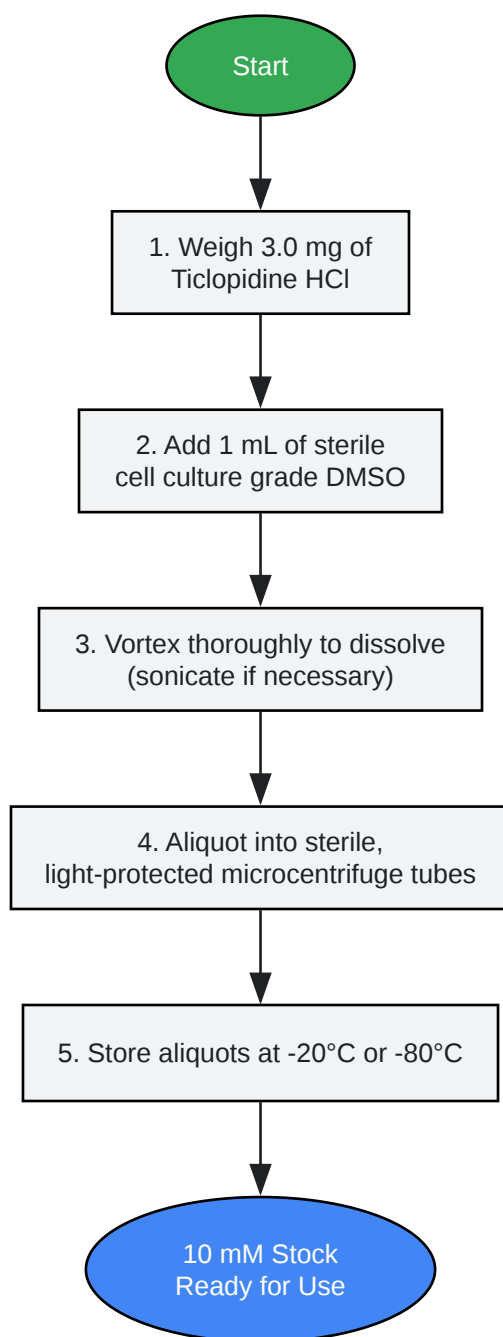 Start
1. Weigh 3.0 mg of
Ticlopidine HCl
2. Add 1 mL of sterile
cell culture grade DMSO
3. Vortex thoroughly to dissolve
(sonicate if necessary)
4. Aliquot into sterile,
light-protected microcentrifuge tubes
5. Store aliquots at -20°C or -80°C
10 mM Stock
Ready for Use